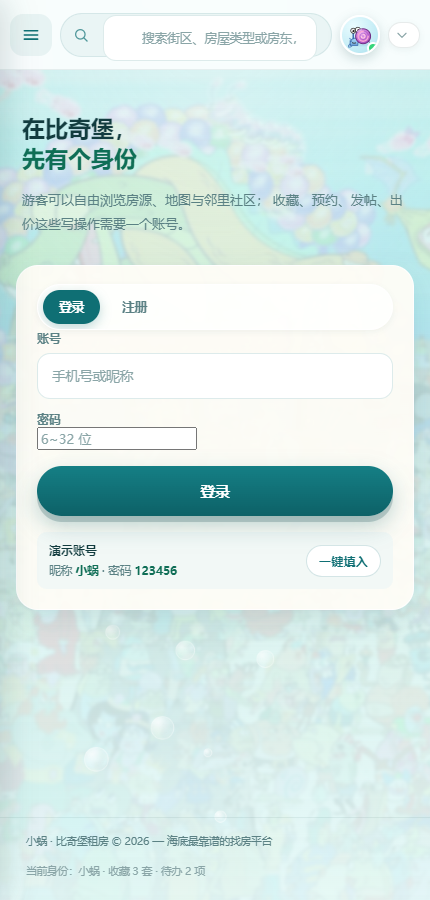 搜索街区、房屋类型或房东,
在比奇堡，
先有个身份
游客可以自由浏览房源、地图与邻里社区； 收藏、预约、发帖、出
价这些写操作需要一个账号。
登录 注册
账号
手机号或昵称
密码
6~32 位
登录
演示账号
昵称 小蜗 · 密码 123456
一键填入
小蜗 · 比奇堡租房 © 2026 — 海底最靠谱的找房平台
当前身份：小蜗 · 收藏 3 套 · 待办 2 项